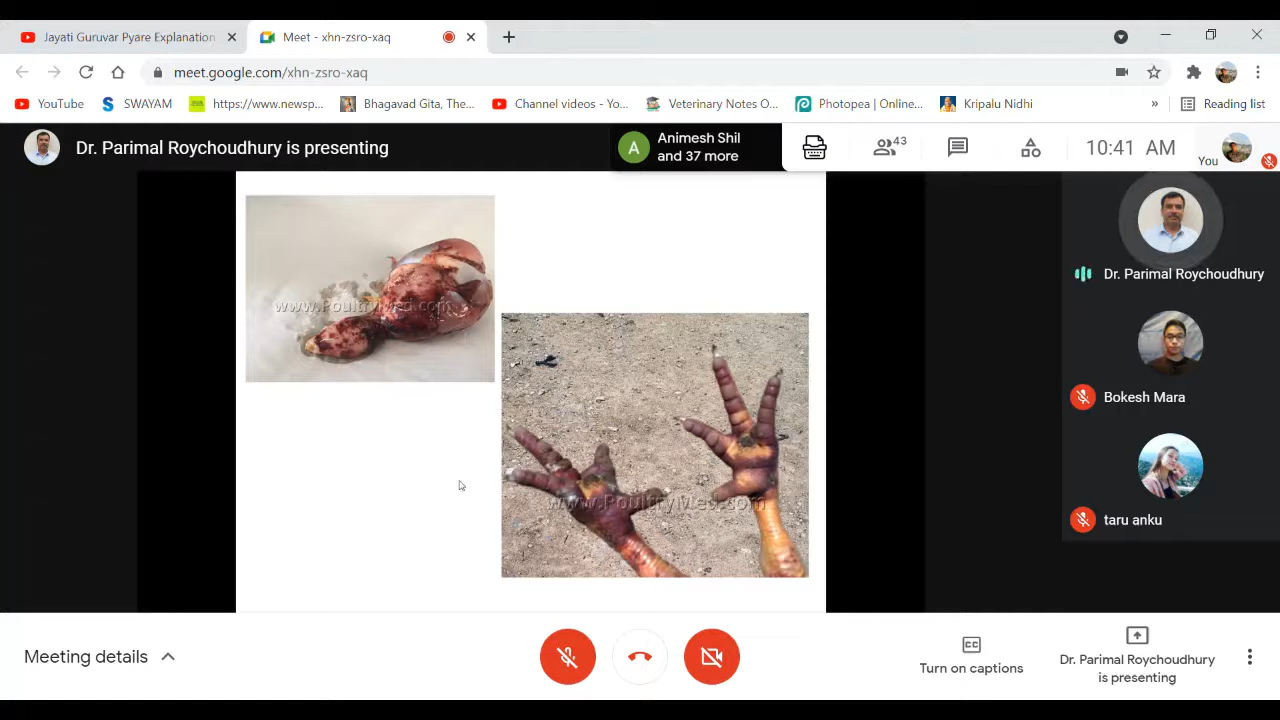 Jayati Guruvar Pyare Explanation
Meet - xhn-zsro-xaq
meet.google.com/xhn-zsro-xaq
YouTube
SWAYAM
https://www.newsp...
Bhagavad Gita, The...
Channel videos - Yo...
Veterinary Notes O...
Photopea | Online...
Kripalu Nidhi
»
Reading list
Dr. Parimal Roychoudhury is presenting
A
Animesh Shil
and 37 more
43
10:41 AM
You
www.PoultryMed.com
www.PoultryMed.com
Dr. Parimal Roychoudhury
Bokesh Mara
taru anku
Meeting details
CC
Turn on captions
Dr. Parimal Roychoudhury
is presenting